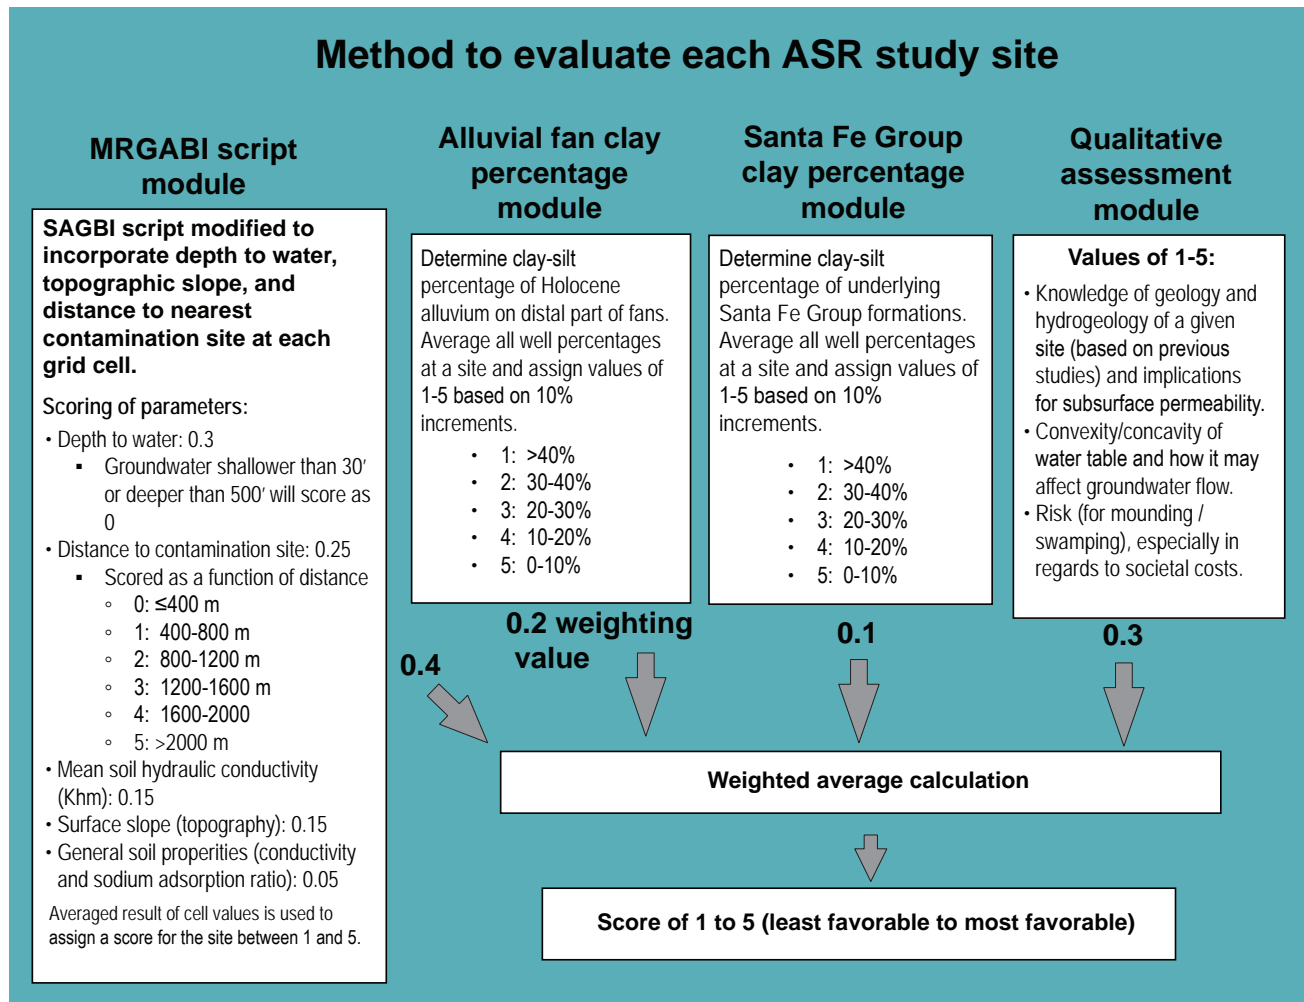 Method to evaluate each ASR study site
MRGABI script
module
SAGBI script modified to
incorporate depth to water,
topographic slope, and
distance to nearest
contamination site at each
grid cell.
Scoring of parameters:
• Depth to water: 0.3
▪ Groundwater shallower than 30′
or deeper than 500′ will score as
0
• Distance to contamination site: 0.25
▪ Scored as a function of distance
◦ 0: ≤400 m
◦ 1: 400-800 m
◦ 2: 800-1200 m
◦ 3: 1200-1600 m
◦ 4: 1600-2000
◦ 5: >2000 m
• Mean soil hydraulic conductivity
(Khm): 0.15
• Surface slope (topography): 0.15
• General soil properities (conductivity
and sodium adsorption ratio): 0.05
Averaged result of cell values is used to
assign a score for the site between 1 and 5.
Alluvial fan clay
percentage
module
Determine clay-silt
percentage of Holocene
alluvium on distal part of fans.
Average all well percentages
at a site and assign values of
1-5 based on 10%
increments.
• 1: >40%
• 2: 30-40%
• 3: 20-30%
• 4: 10-20%
• 5: 0-10%
Santa Fe Group
clay percentage
module
Determine clay-silt
percentage of underlying
Santa Fe Group formations.
Average all well percentages
at a site and assign values of
1-5 based on 10%
increments.
• 1: >40%
• 2: 30-40%
• 3: 20-30%
• 4: 10-20%
• 5: 0-10%
Qualitative
assessment
module
Values of 1-5:
• Knowledge of geology and
hydrogeology of a given
site (based on previous
studies) and implications
for subsurface permeability.
• Convexity/concavity of
water table and how it may
affect groundwater flow.
• Risk (for mounding /
swamping), especially in
regards to societal costs.
0.4
0.2 weighting
value
0.1
0.3
Weighted average calculation
Score of 1 to 5 (least favorable to most favorable)